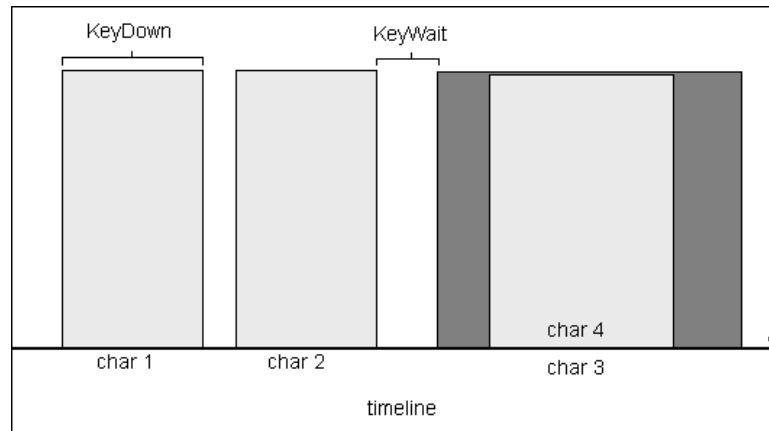 KeyDown
KeyWait
char 4
char 1
char 2
char 3
timeline